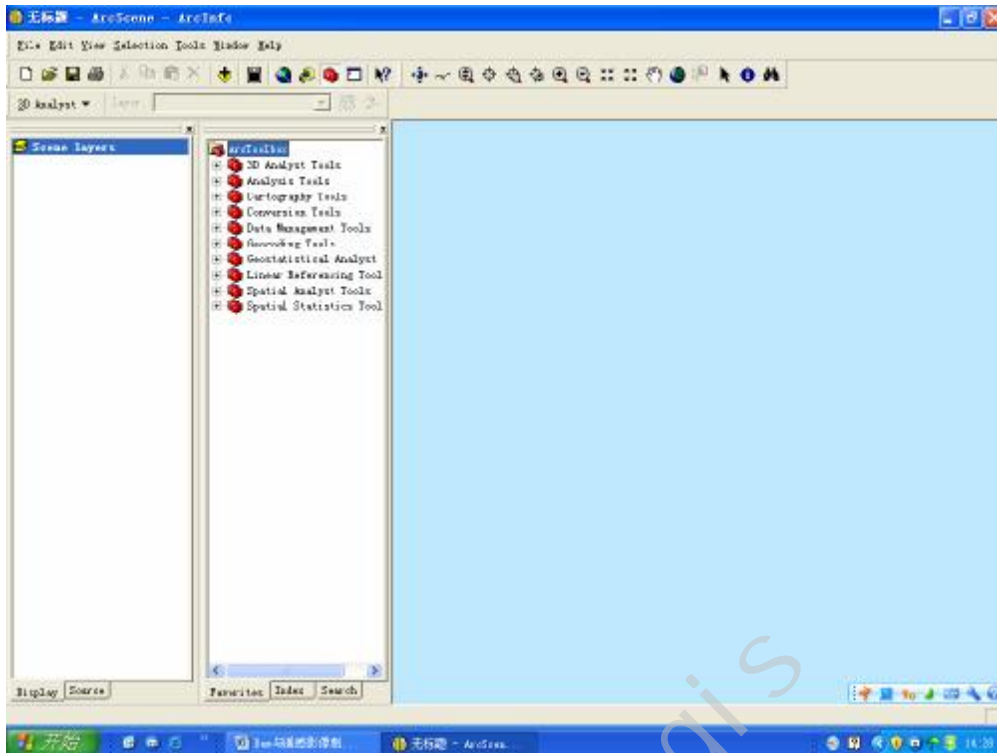 无标题 - ArcScene - ArcInfo
File Edit View Selection Tools Window Help
3D Analyst
Layer:
Scene layers
ArcToolbox
3D Analyst Tools
Analysis Tools
Cartography Tools
Conversion Tools
Data Management Tools
Geocoding Tools
Geostatistical Analyst
Linear Referencing Tool
Spatial Analyst Tools
Spatial Statistics Tool
Display Source
Favorites Index Search
gis
开始
无标题 - ArcScen...